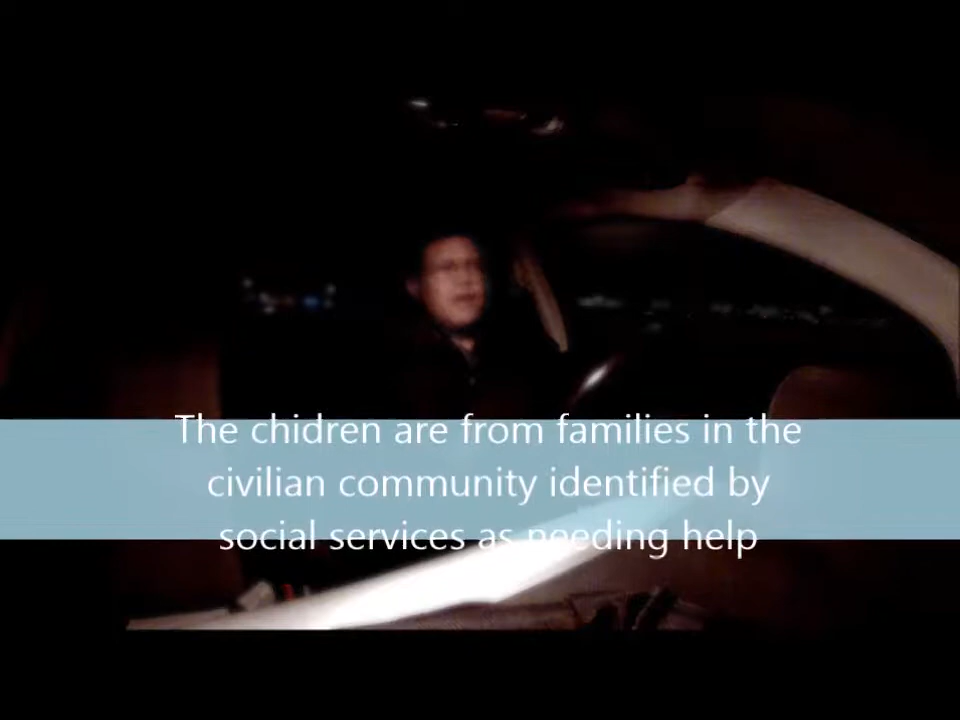 The chidren are from families in the
civilian community identified by
social services as needing help